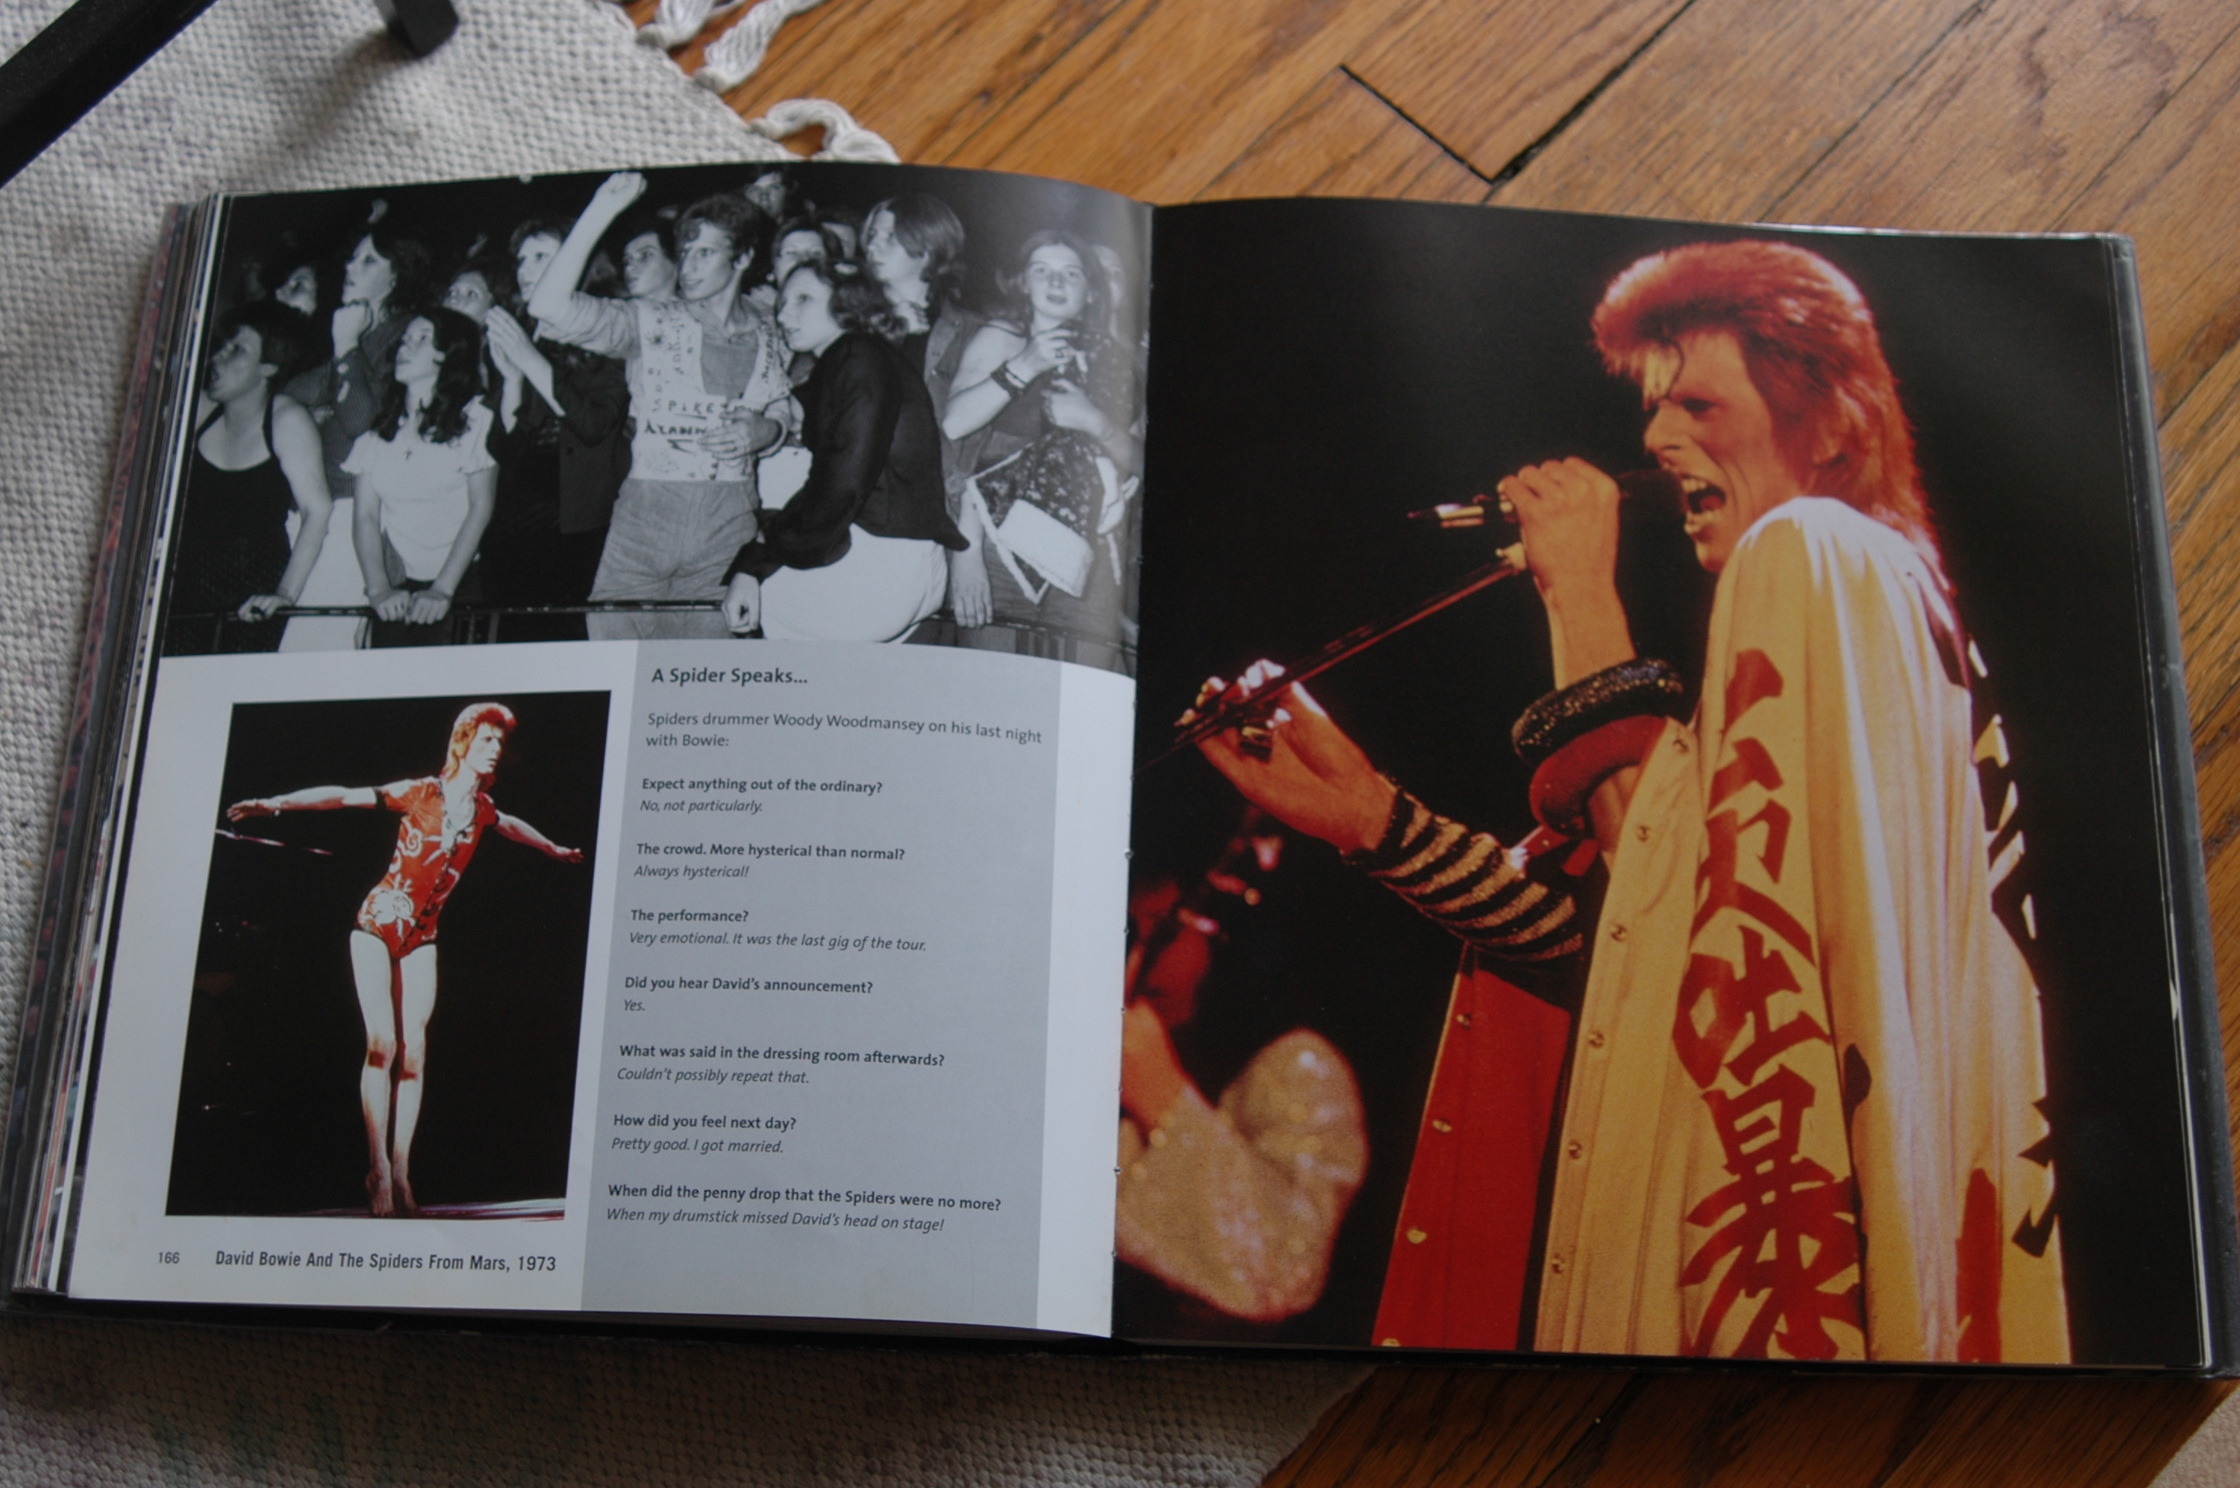 A Spider Speaks...
Spiders drummer Woody Woodmansey on his last night
with Bowie:
Expect anything out of the ordinary?
No, not particularly.
The crowd. More hysterical than normal?
Always hysterical!
The performance?
Very emotional. It was the last gig of the tour.
Did you hear David's announcement?
Yes.
What was said in the dressing room afterwards?
Couldn't possibly repeat that.
How did you feel next day?
Pretty good. I got married.
When did the penny drop that the Spiders were no more?
When my drumstick missed David's head on stage!
166 David Bowie And The Spiders From Mars, 1973